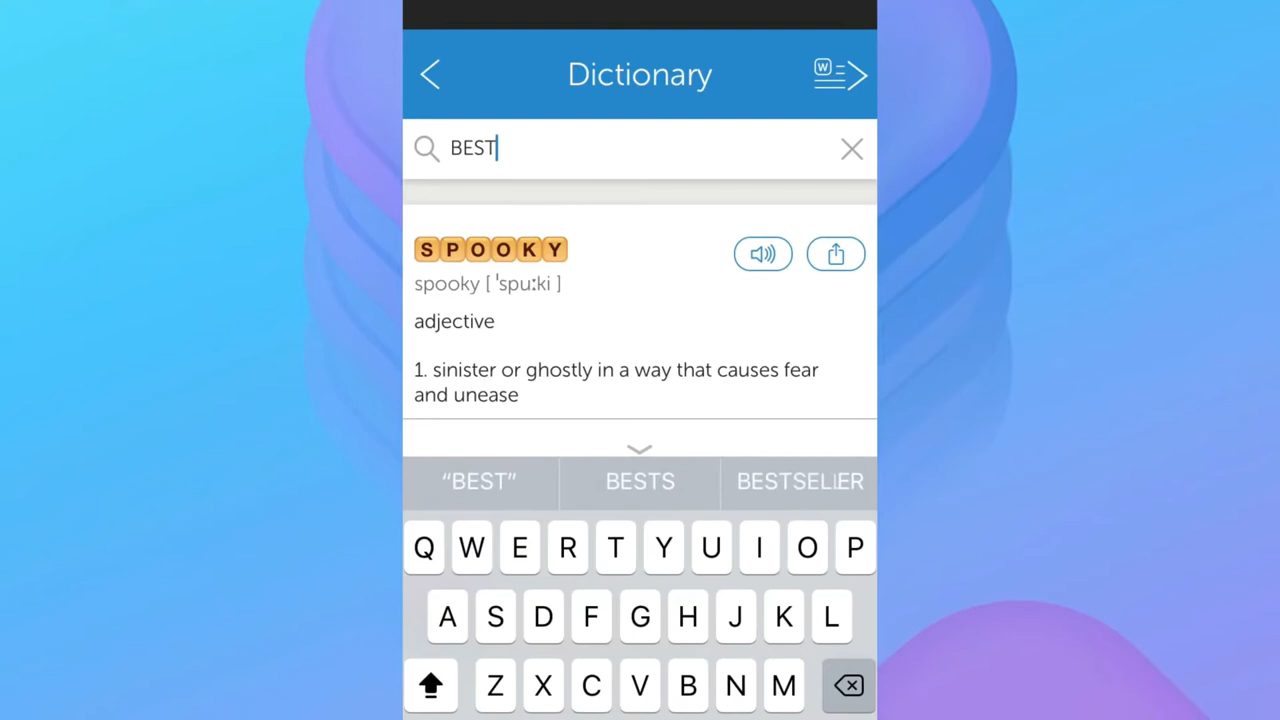 Dictionary
W
BEST
SPOOKY
spooky [ ˈspuːki ]
adjective
1. sinister or ghostly in a way that causes fear
and unease
“BEST” BESTS BESTSELLER
Q W E R T Y U I O P
A S D F G H J K L
Z X C V B N M